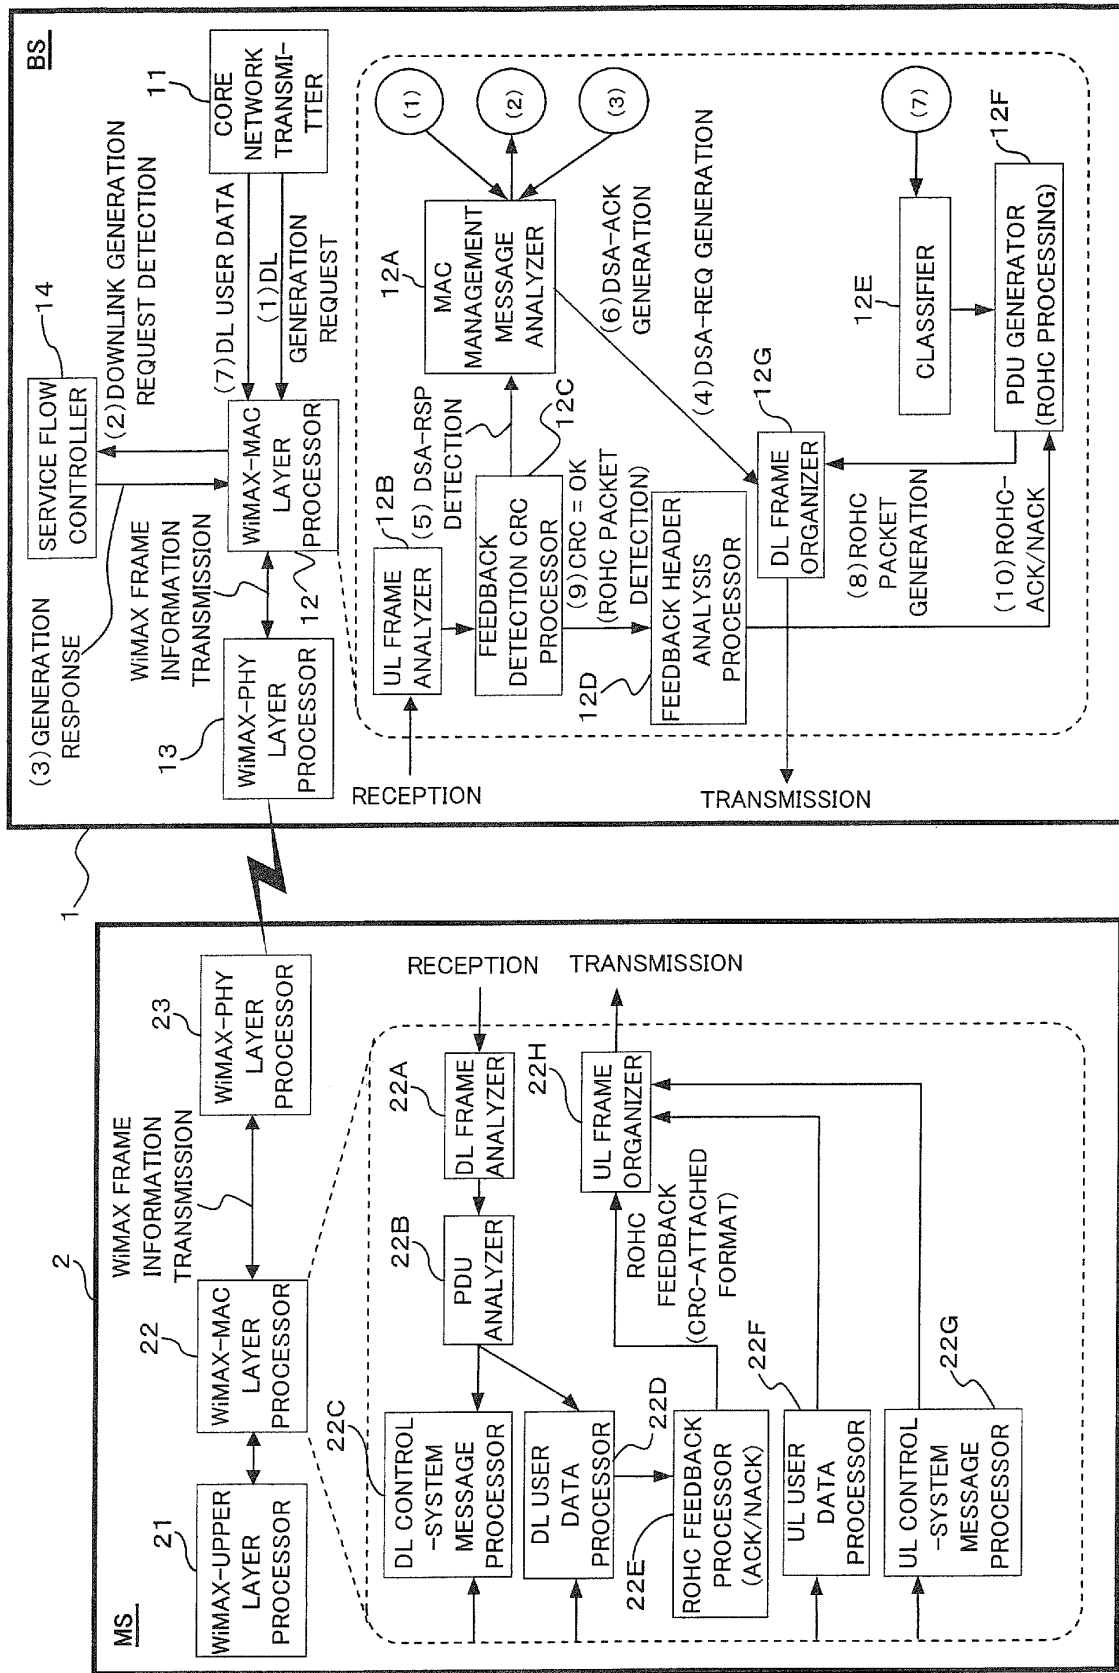 MS
2
21
WiMAX-UPPER
LAYER
PROCESSOR
22
WiMAX-MAC
LAYER
PROCESSOR
WiMAX FRAME
INFORMATION
TRANSMISSION
23
WiMAX-PHY
LAYER
PROCESSOR
RECEPTION
22A
DL FRAME
ANALYZER
22B
PDU
ANALYZER
22C
DL CONTROL
-SYSTEM
MESSAGE
PROCESSOR
22D
DL USER
DATA
PROCESSOR
22E
ROHC FEEDBACK
PROCESSOR
(ACK/NACK)
ROHC
FEEDBACK
(CRC-ATTACHED
FORMAT)
22H
UL FRAME
ORGANIZER
TRANSMISSION
22F
UL USER
DATA
PROCESSOR
22G
UL CONTROL
-SYSTEM
MESSAGE
PROCESSOR
1
BS
(3)GENERATION
RESPONSE
14
SERVICE FLOW
CONTROLLER
(2)DOWNLINK GENERATION
REQUEST DETECTION
13
WiMAX-PHY
LAYER
PROCESSOR
WiMAX FRAME
INFORMATION
TRANSMISSION
12
WiMAX-MAC
LAYER
PROCESSOR
(7)DL USER DATA
(1)DL
GENERATION
REQUEST
11
CORE
NETWORK
TRANSMI-
TTER
RECEPTION
12B
UL FRAME
ANALYZER
(5) DSA-RSP
DETECTION
FEEDBACK
DETECTION CRC
PROCESSOR
12C
12A
MAC
MANAGEMENT
MESSAGE
ANALYZER
(1)
(2)
(3)
(9)CRC = OK
(ROHC PACKET
DETECTION)
12D
FEEDBACK HEADER
ANALYSIS
PROCESSOR
(6)DSA-ACK
GENERATION
(4)DSA-REQ GENERATION
12G
DL FRAME
ORGANIZER
TRANSMISSION
(8)ROHC
PACKET
GENERATION
(10)ROHC-
ACK/NACK
12E
CLASSIFIER
(7)
12F
PDU GENERATOR
(ROHC PROCESSING)